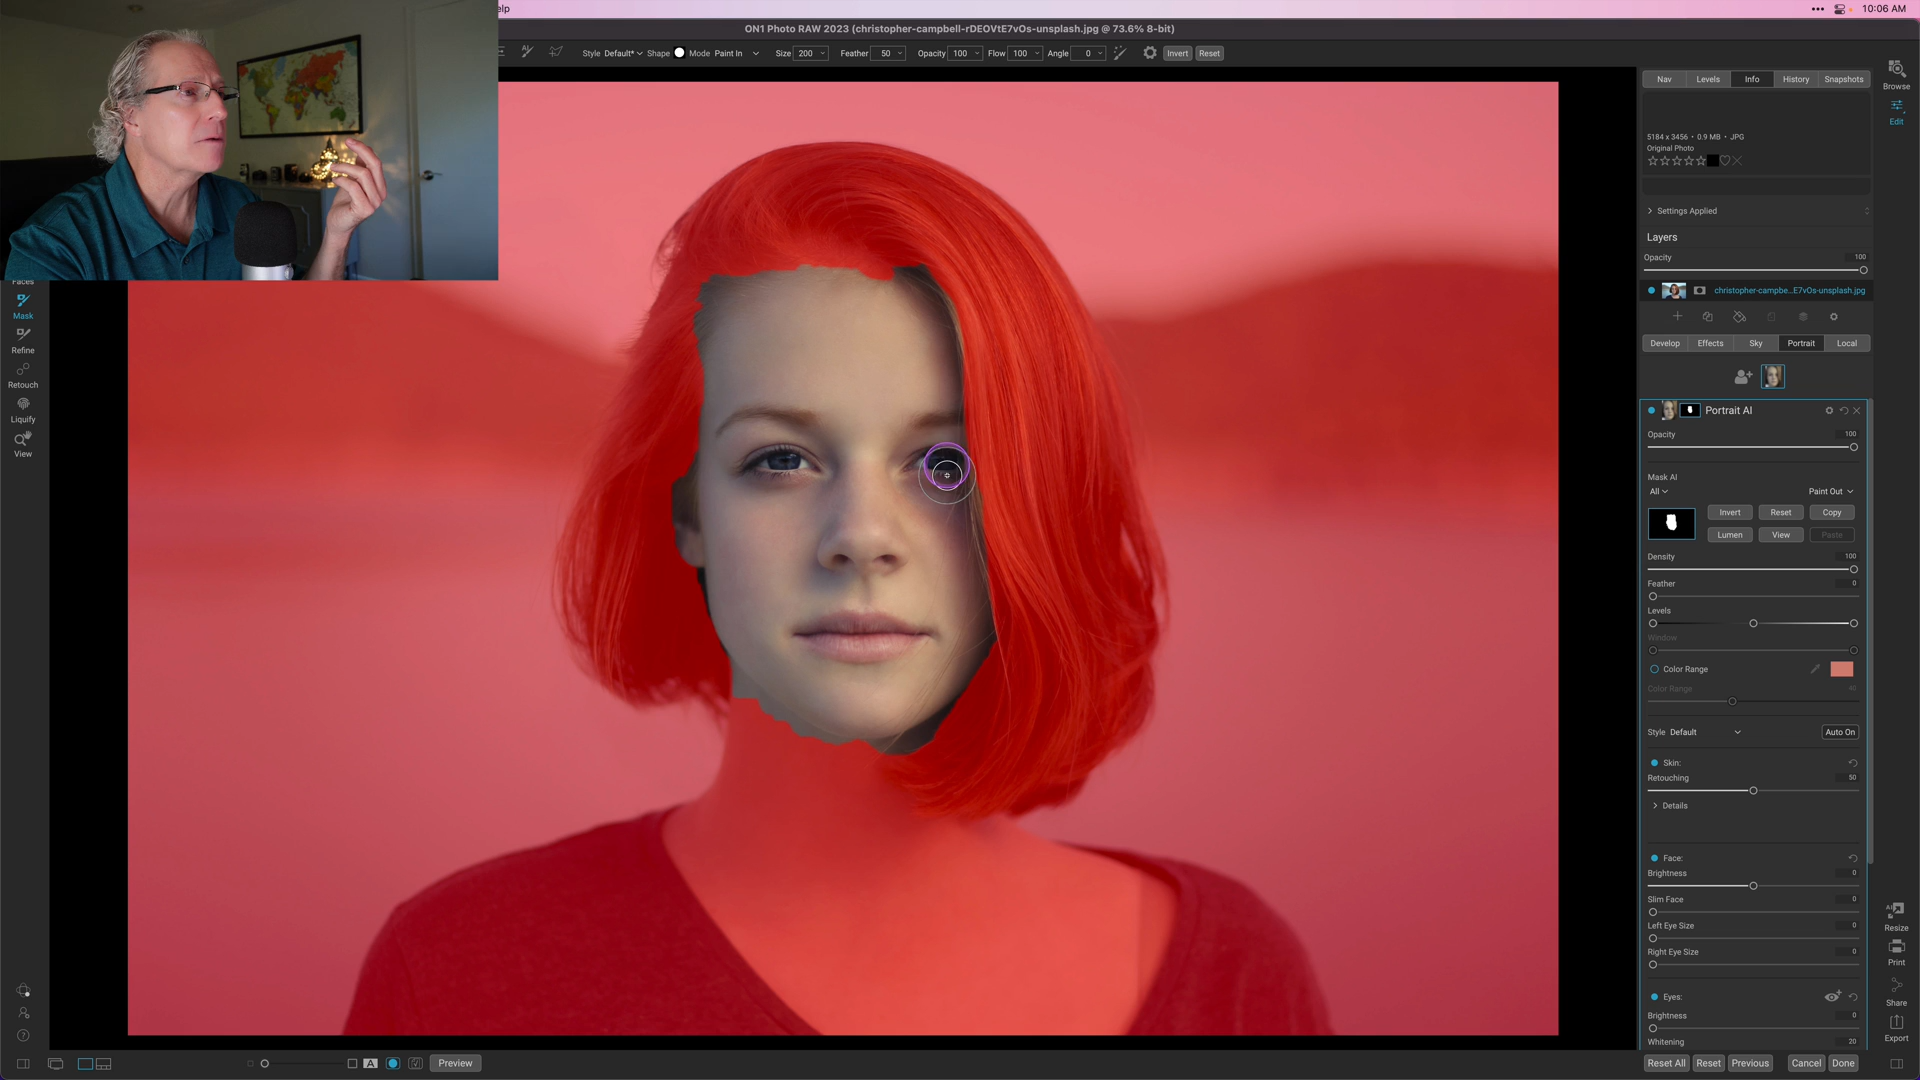 elp
10:06 AM
ON1 Photo RAW 2023 (christopher-campbell-rDEOVtE7vOs-unsplash.jpg @ 73.6% 8-bit)
AI Style Default* Shape Mode Paint In Size 200 Feather 50 Opacity 100 Flow 100 Angle 0 Invert Reset
Nav Levels Info History Snapshots
Browse
Edit
5184 x 3456 • 0.9 MB • JPG
Original Photo
Settings Applied
Layers
Opacity 100
christopher-campbe...E7vOs-unsplash.jpg
Develop Effects Sky Portrait Local
Portrait AI
Opacity 100
Mask AI
All Paint Out
Invert Reset Copy
Lumen View Paste
Density 100
Feather 0
Levels
Window
Color Range
Color Range 40
Style Default Auto On
Skin:
Retouching 50
Details
Face:
Brightness 0
Slim Face 0
Left Eye Size 0
Right Eye Size 0
Eyes:
Brightness 0
Whitening 20
Reset All Reset Previous Cancel Done
Resize
Print
Share
Export
Faces
Mask
Refine
Retouch
Liquify
View
A
Preview